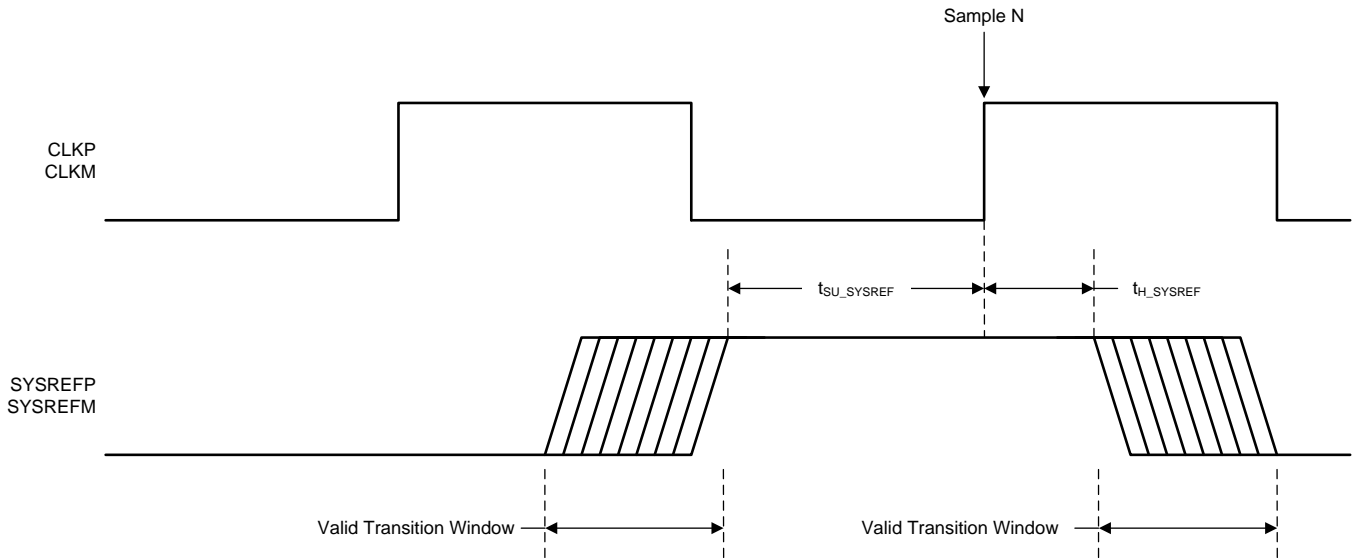 Sample N
CLKP
CLKM
tSU_SYSREF
tH_SYSREF
SYSREFP
SYSREFM
Valid Transition Window
Valid Transition Window